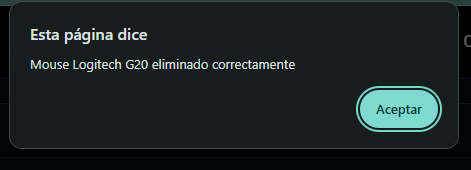 Esta página dice
Mouse Logitech G20 eliminado correctamente
Aceptar